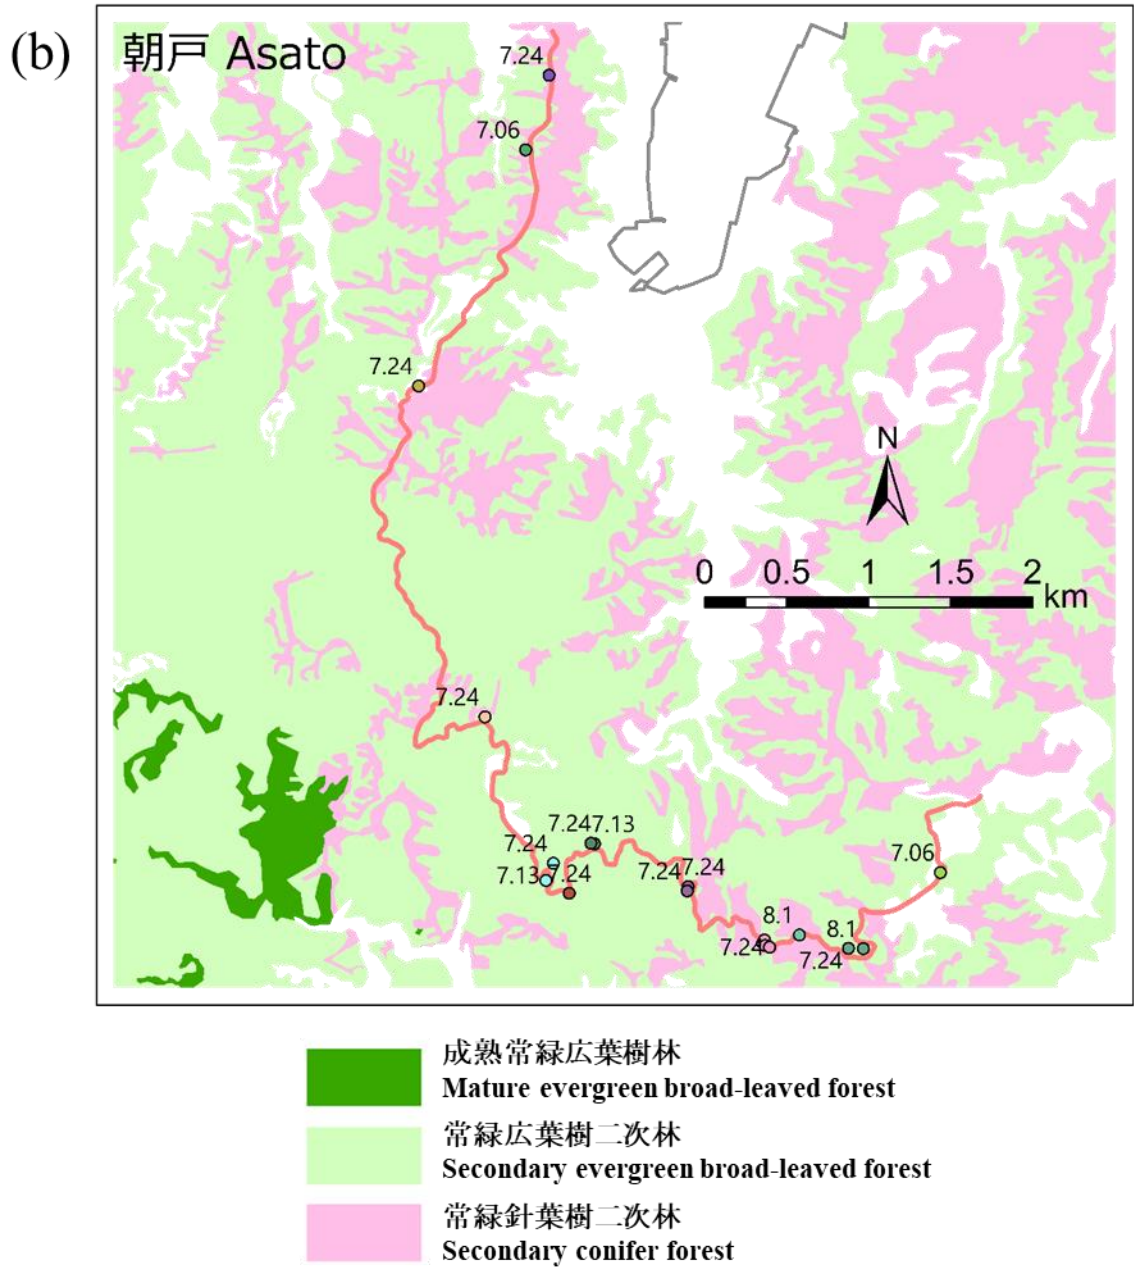 (b)
朝戸 Asato
7.24
7.06
7.24
N
0 0.5 1 1.5 2
km
7.24
7.24 7.13
7.24
7.13 7.24
7.24 7.24
7.06
8.1
8.1
7.24
7.24
成熟常緑広葉樹林
Mature evergreen broad-leaved forest
常緑広葉樹二次林
Secondary evergreen broad-leaved forest
常緑針葉樹二次林
Secondary conifer forest